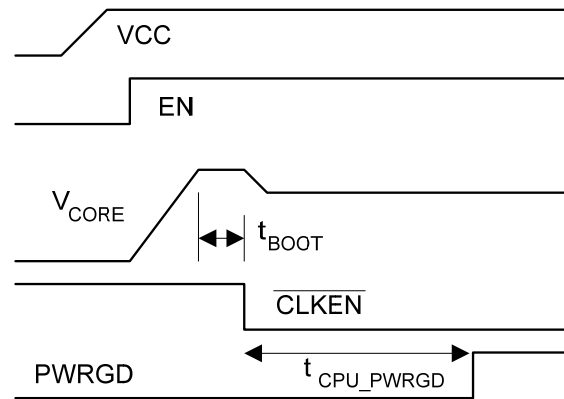 VCC
EN
VCORE
tBOOT
CLKEN
tCPU_PWRGD
PWRGD